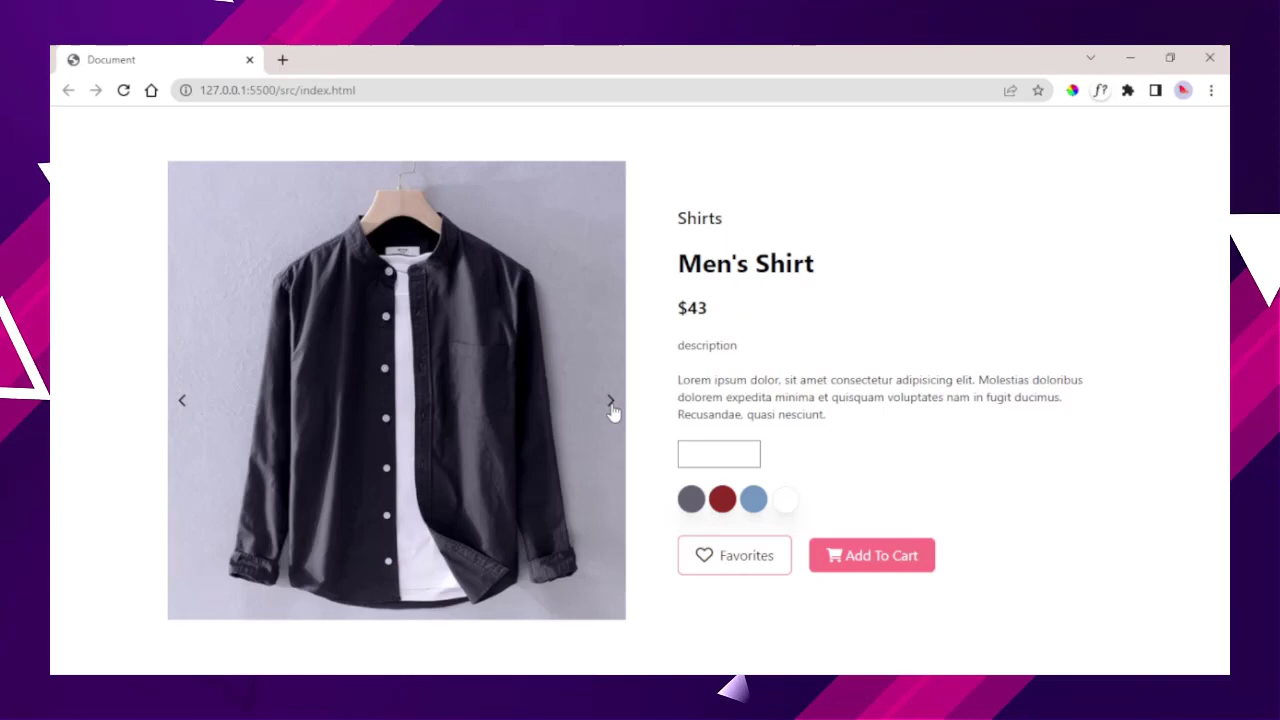 Document
127.0.0.1:5500/src/index.html
f?
Shirts
Men's Shirt
$43
description
Lorem ipsum dolor, sit amet consectetur adipisicing elit. Molestias doloribus
dolorem expedita minima et quisquam voluptates nam in fugit ducimus.
Recusandae, quasi nesciunt.
Favorites
Add To Cart